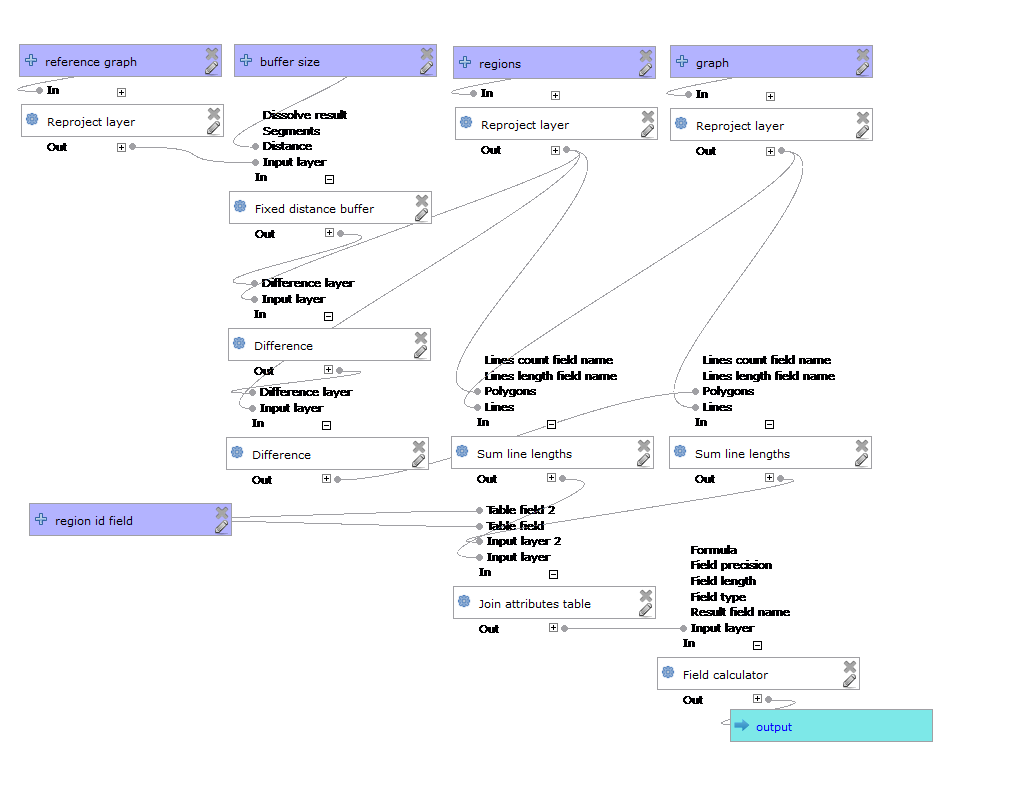 reference graph
buffer size
regions
graph
In
In
In
Reproject layer
Dissolve result
Segments
Distance
Input layer
In
Reproject layer
Reproject layer
Out
Out
Out
Fixed distance buffer
Out
Difference layer
Input layer
In
Difference
Out
Difference layer
Input layer
In
Lines count field name
Lines length field name
Polygons
Lines
In
Lines count field name
Lines length field name
Polygons
Lines
In
Difference
Out
Sum line lengths
Out
Sum line lengths
Out
region id field
Table field 2
Table field
Input layer 2
Input layer
In
Join attributes table
Out
Formula
Field precision
Field length
Field type
Result field name
Input layer
In
Field calculator
Out
output